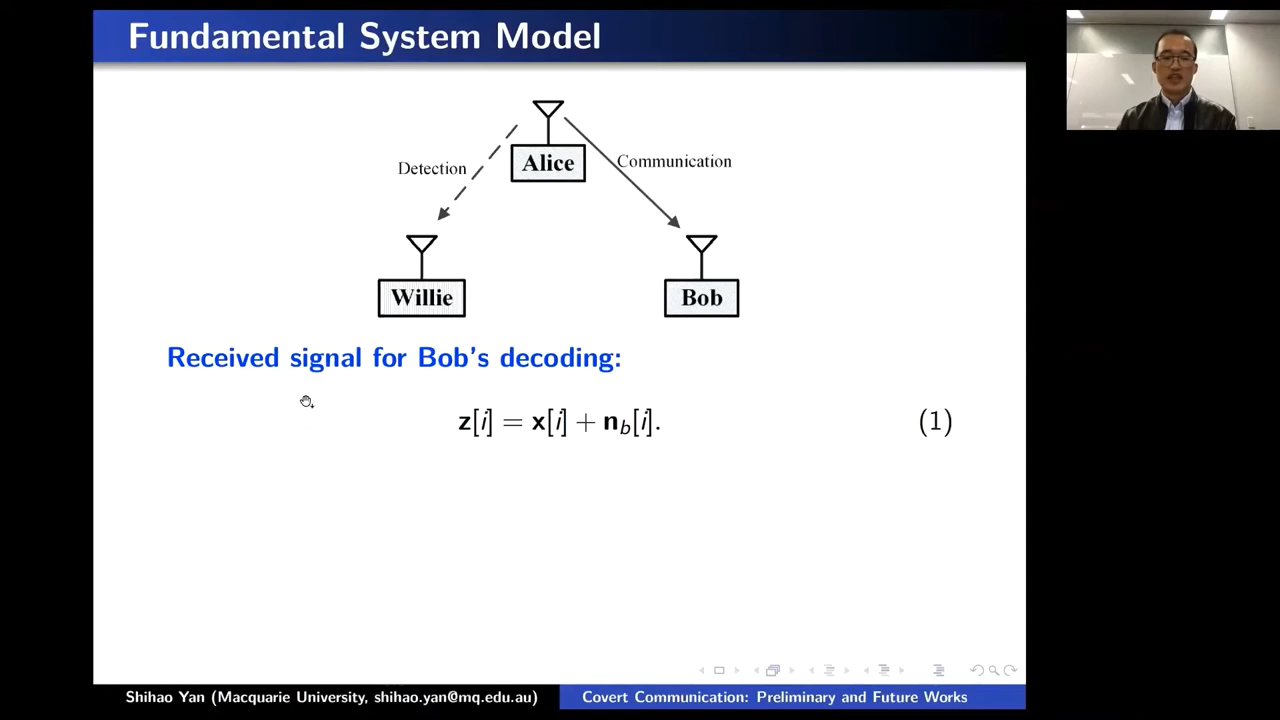 Fundamental System Model
Alice
Detection
Communication
Willie
Bob
Received signal for Bob's decoding:
z[i] = x[i] + n_b[i]. (1)
Shihao Yan (Macquarie University, shihao.yan@mq.edu.au)
Covert Communication: Preliminary and Future Works